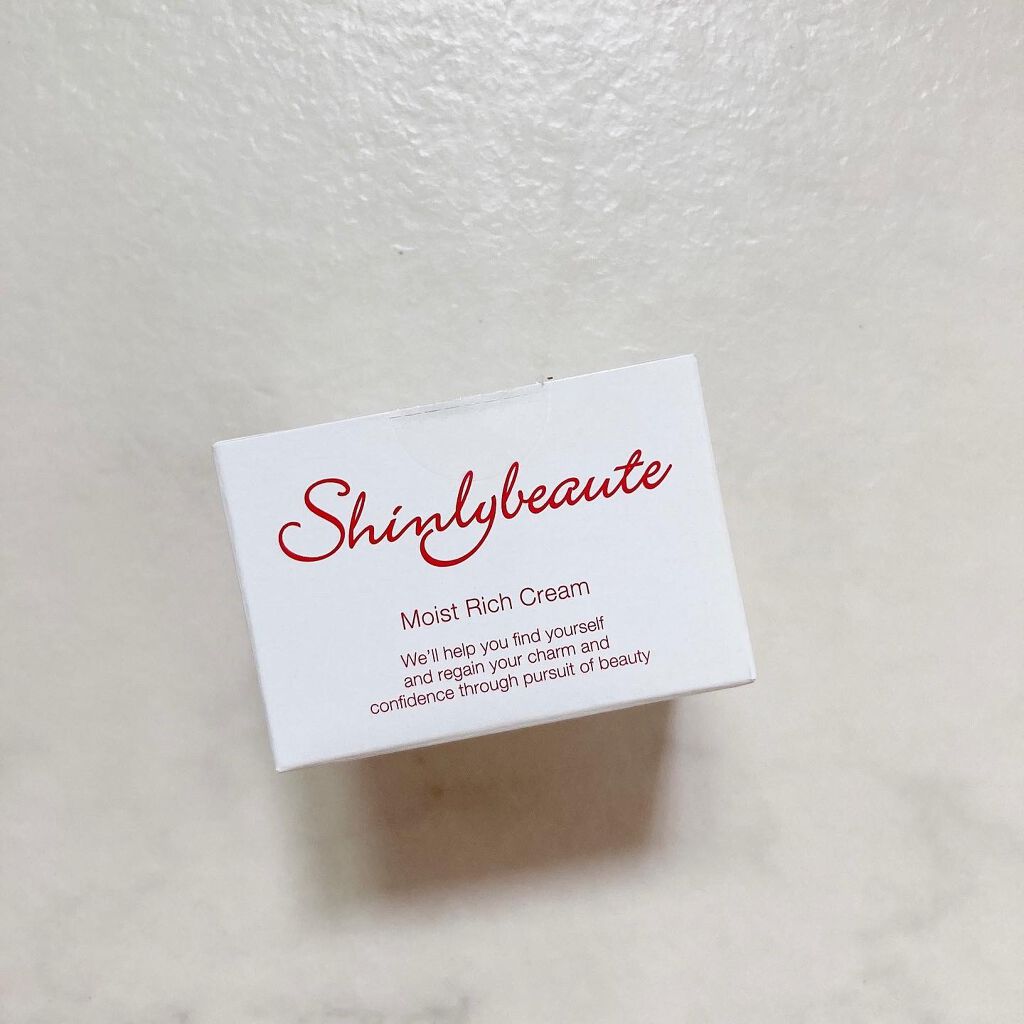 Shinlybeaute
Moist Rich Cream
We'll help you find yourself
and regain your charm and
confidence through pursuit of beauty